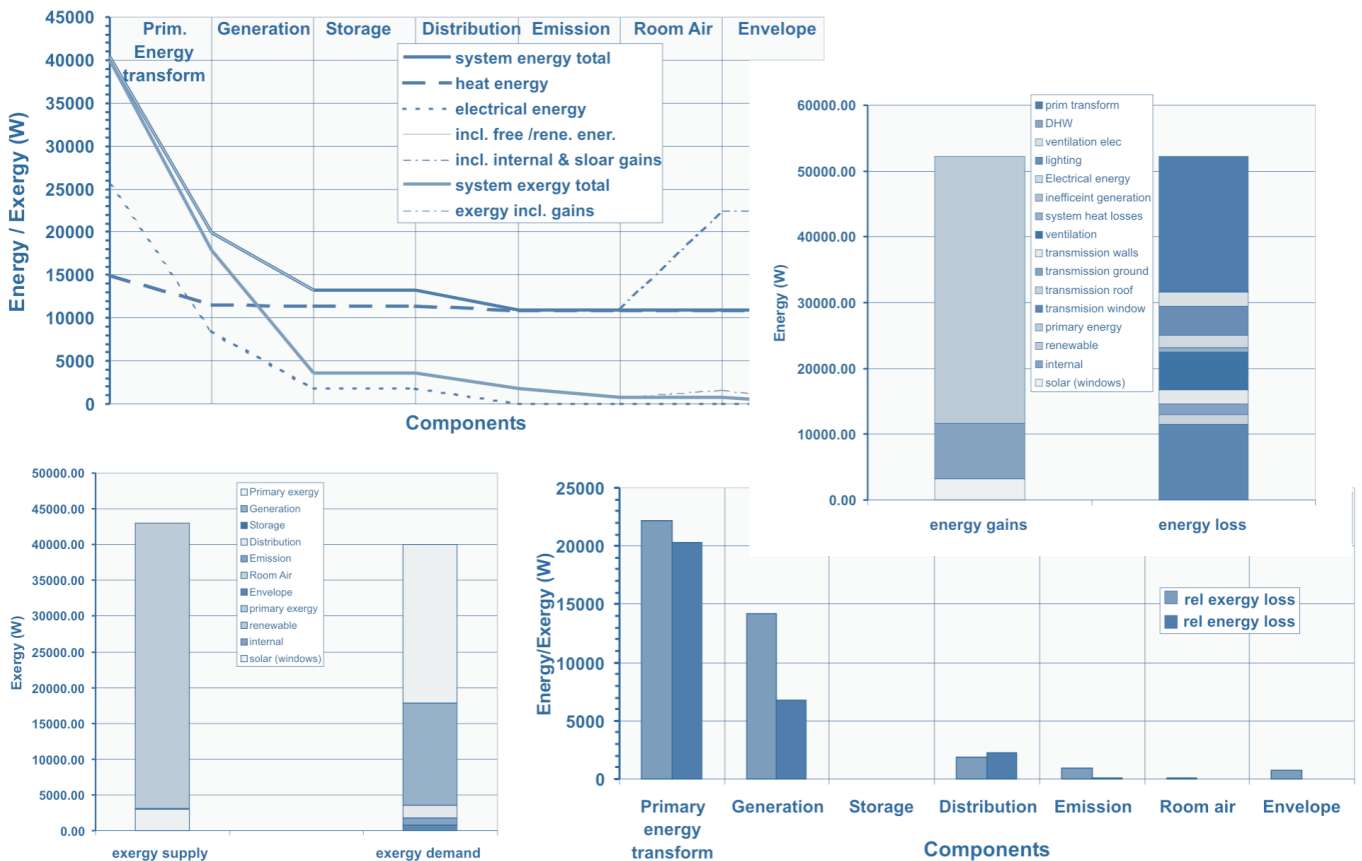 45000
40000
35000
30000
25000
20000
15000
10000
5000
0
Energy / Exergy (W)
Prim.
Energy
transform
Generation
Storage
Distribution
Emission
Room Air
Envelope
system energy total
heat energy
electrical energy
incl. free /rene. ener.
incl. internal & sloar gains
system exergy total
exergy incl. gains
Components
60000.00
50000.00
40000.00
30000.00
20000.00
10000.00
0.00
Energy (W)
prim transform
DHW
ventilation elec
lighting
Electrical energy
inefficeint generation
system heat losses
ventilation
transmission walls
transmission ground
transmission roof
transmision window
primary energy
renewable
internal
solar (windows)
energy gains
energy loss
50000.00
45000.00
40000.00
35000.00
30000.00
25000.00
20000.00
15000.00
10000.00
5000.00
0.00
Exergy (W)
Primary exergy
Generation
Storage
Distribution
Emission
Room Air
Envelope
primary exergy
renewable
internal
solar (windows)
exergy supply
exergy demand
25000
20000
15000
10000
5000
0
Energy/Exergy (W)
rel exergy loss
rel energy loss
Primary
energy
transform
Generation
Storage
Distribution
Emission
Room air
Envelope
Components